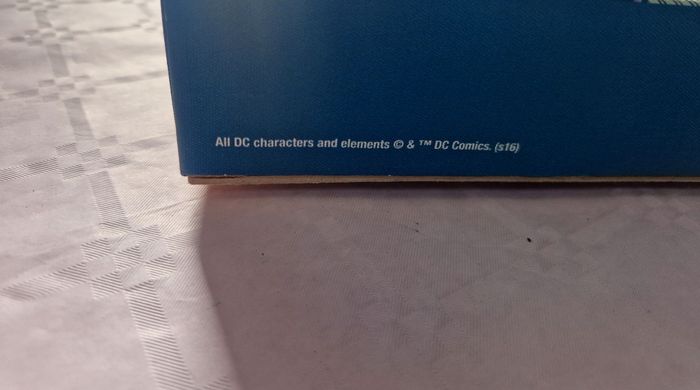 All DC characters and elements © & ™ DC Comics. (s16)